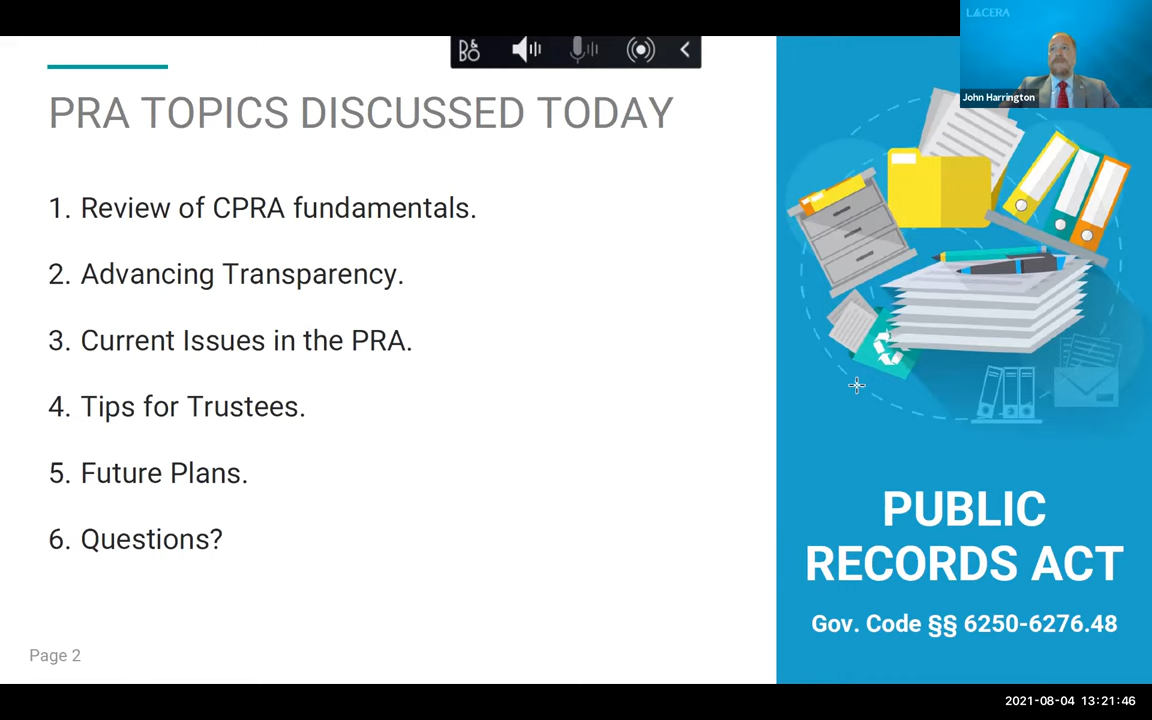 LACERA
John Harrington
B&O
PRA TOPICS DISCUSSED TODAY
1. Review of CPRA fundamentals.
2. Advancing Transparency.
3. Current Issues in the PRA.
4. Tips for Trustees.
5. Future Plans.
6. Questions?
Page 2
PUBLIC
RECORDS ACT
Gov. Code §§ 6250-6276.48
2021-08-04 13:21:46